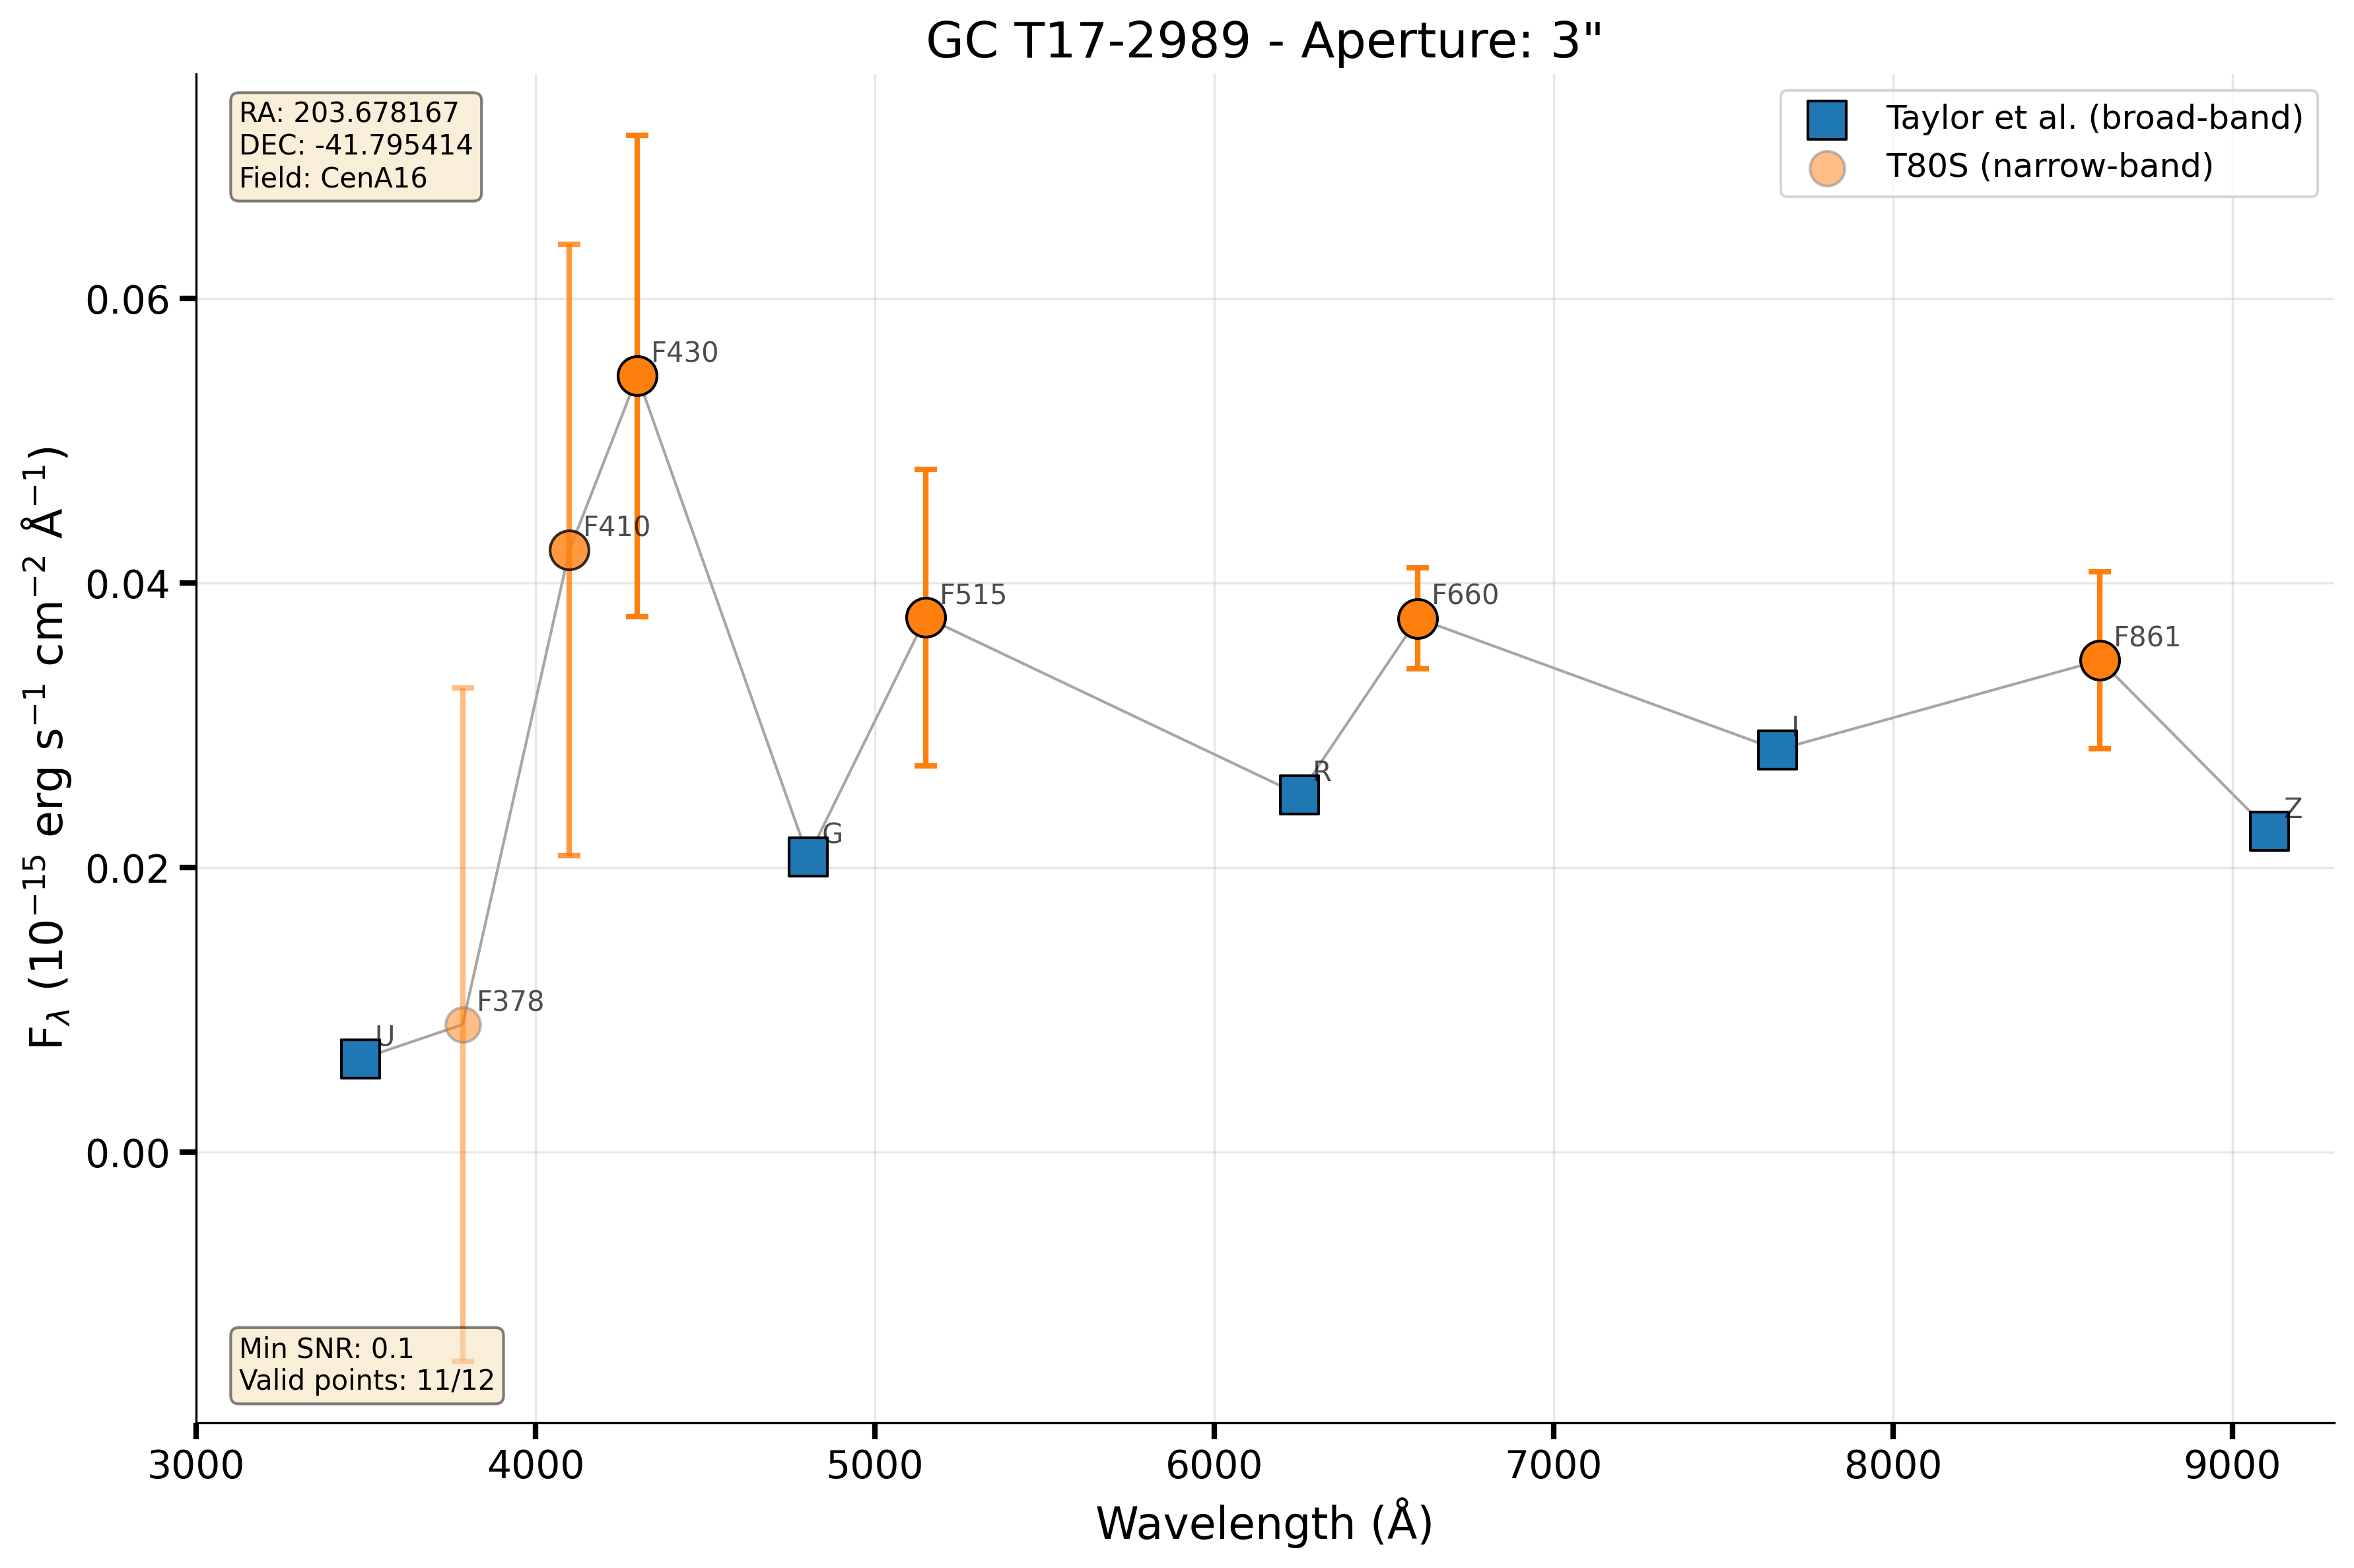 GC T17-2989 - Aperture: 3"
RA: 203.678167
DEC: -41.795414
Field: CenA16
Taylor et al. (broad-band)
T80S (narrow-band)
F430
F410
F515
F660
F861
I
R
Z
G
F378
U
0.06
0.04
0.02
0.00
F_λ (10⁻¹⁵ erg s⁻¹ cm⁻² Å⁻¹)
Min SNR: 0.1
Valid points: 11/12
3000 4000 5000 6000 7000 8000 9000
Wavelength (Å)